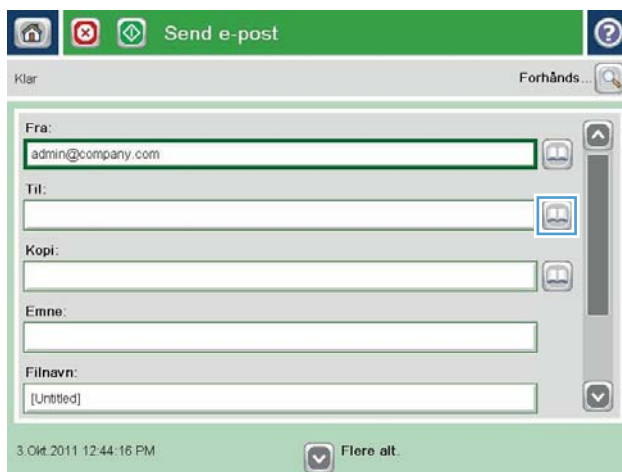 Send e-post
Klar
Forhånds...
Fra:
admin@company.com
Til:
Kopi:
Emne:
Filnavn:
[Untitled]
3.Okt.2011 12:44:16 PM
Flere alt.